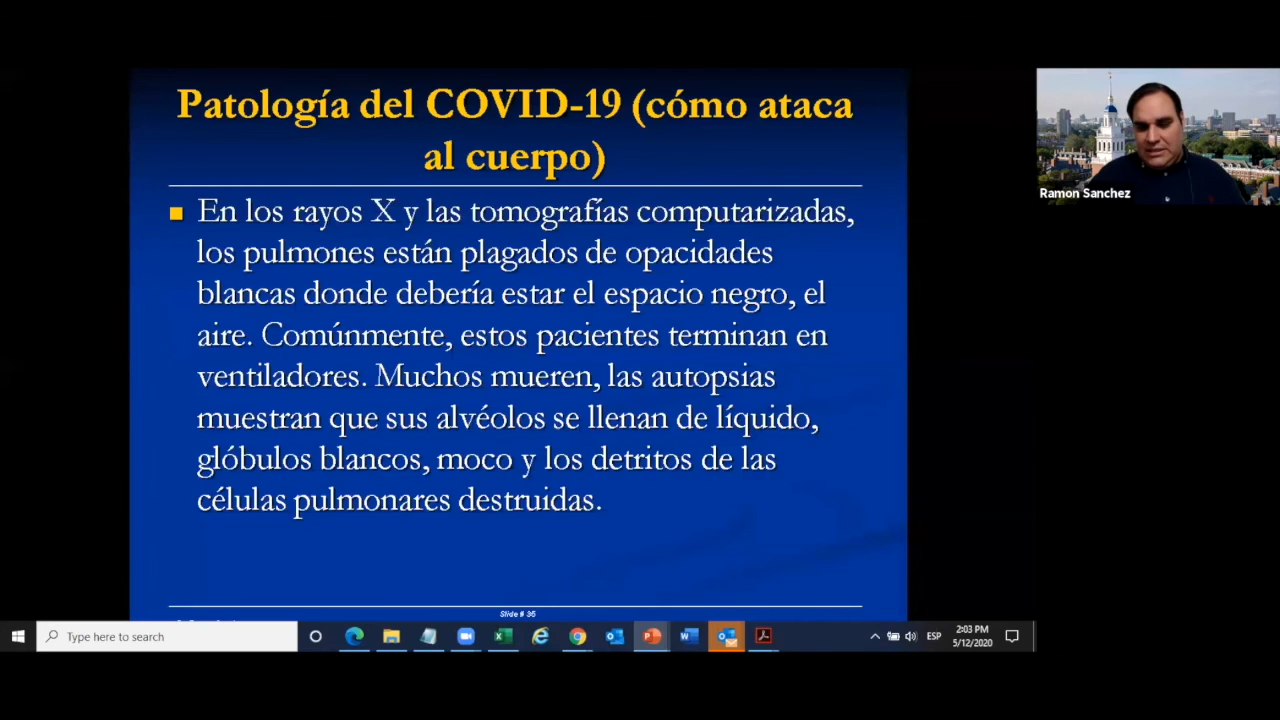 Patología del COVID-19 (cómo ataca
al cuerpo)
En los rayos X y las tomografías computarizadas,
los pulmones están plagados de opacidades
blancas donde debería estar el espacio negro, el
aire. Comúnmente, estos pacientes terminan en
ventiladores. Muchos mueren, las autopsias
muestran que sus alvéolos se llenan de líquido,
glóbulos blancos, moco y los detritos de las
células pulmonares destruidas.
Slide # 35
Ramon Sanchez
Type here to search
ESP
2:03 PM
5/12/2020